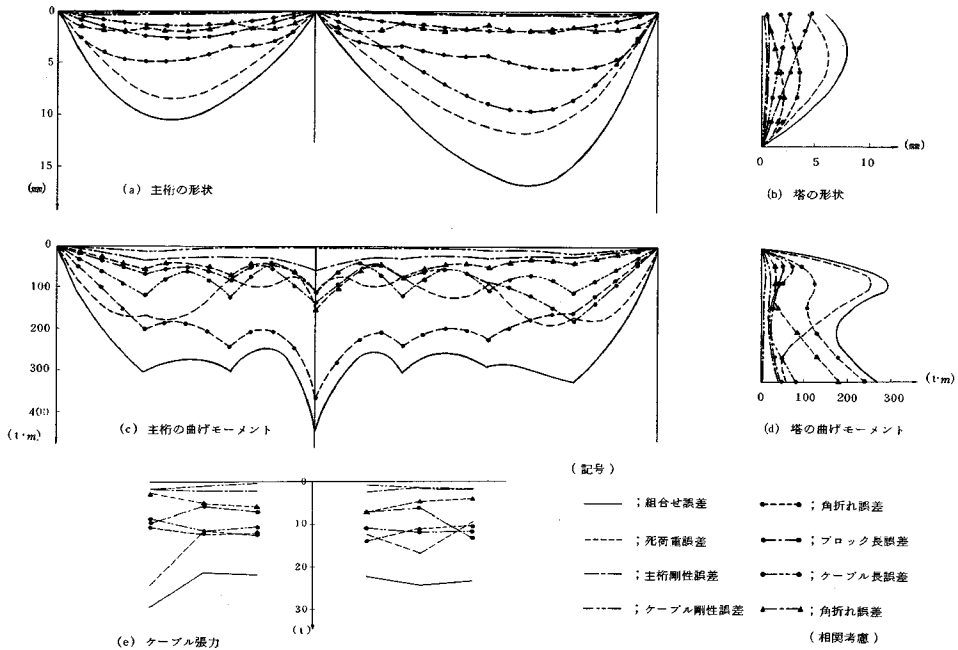 0
5
10
15
(mm)
(a) 主桁の形状
0 5 10 (mm)
(b) 塔の形状
0
100
200
300
400
(t·m)
(c) 主桁の曲げモーメント
0 100 200 300 (t·m)
(d) 塔の曲げモーメント
0
10
20
30
(t)
(e) ケーブル張力
(記号)
;組合せ誤差
;死荷重誤差
;主桁剛性誤差
;ケーブル剛性誤差
;角折れ誤差
;ブロック長誤差
;ケーブル長誤差
;角折れ誤差
(相関考慮)